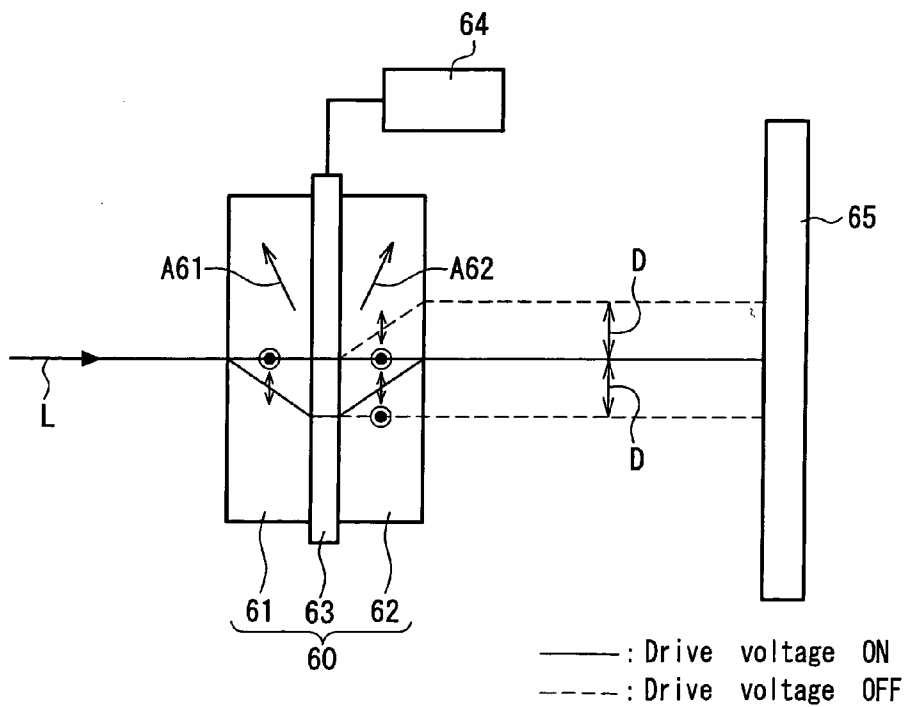 64
65
A61
A62
D
L
D
61
63
62
60
: Drive voltage ON
: Drive voltage OFF